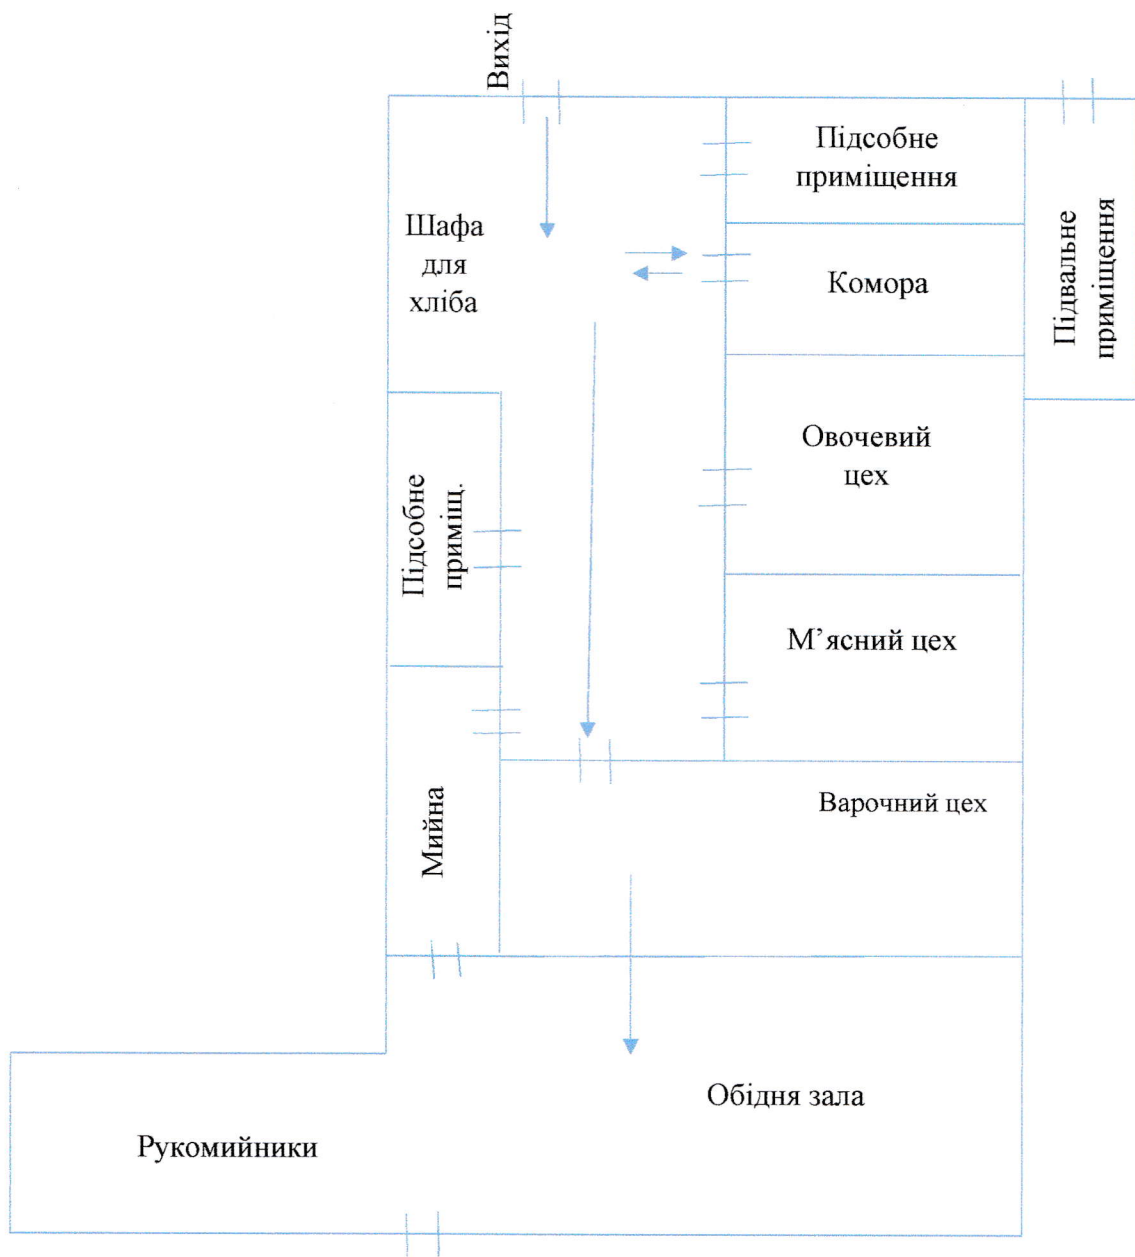 Вихід
Підсобне
приміщення
Шафа
для
хліба
Комора
Підвальне
приміщення
Овочевий
цех
Підсобне
приміщ.
М’ясний цех
Мийна
Варочний цех
Обідня зала
Рукомийники